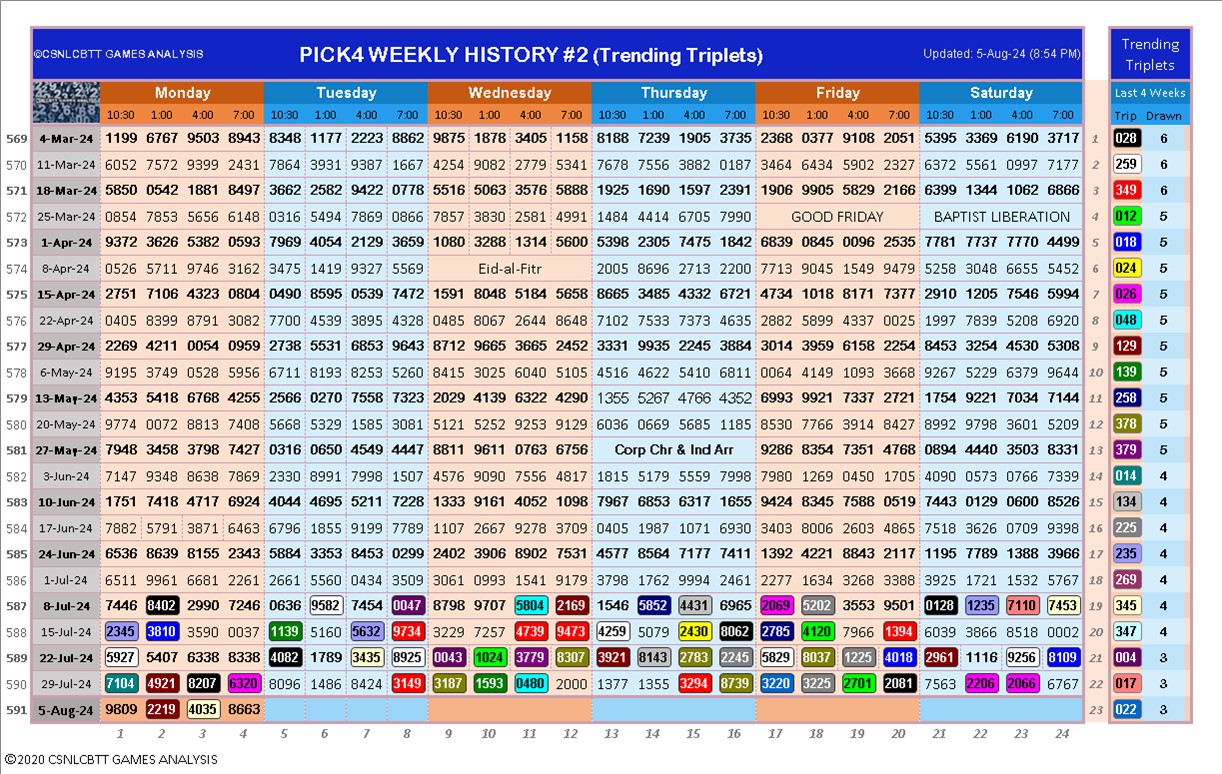 ©CSNLCBTT GAMES ANALYSIS PICK4 WEEKLY HISTORY #2 (Trending Triplets) Updated: 5-Aug-24 (8:54 PM) Trending Triplets
Monday Tuesday Wednesday Thursday Friday Saturday Last 4 Weeks
10:30 1:00 4:00 7:00 10:30 1:00 4:00 7:00 10:30 1:00 4:00 7:00 10:30 1:00 4:00 7:00 10:30 1:00 4:00 7:00 10:30 1:00 4:00 7:00 Trip Drawn
569 4-Mar-24 1199 6767 9503 8943 8348 1177 2223 8862 9875 1878 3405 1158 8188 7239 1905 3735 2368 0377 9108 2051 5395 3369 6190 3717 1 028 6
570 11-Mar-24 6052 7572 9399 2431 7864 3931 9387 1667 4254 9082 2779 5341 7678 7556 3885 0187 3464 6434 5902 2327 6372 5561 0997 7177 2 259 6
571 18-Mar-24 5850 0542 1881 8497 3662 2582 9422 0778 5516 5063 3576 5888 1925 1690 1597 2391 1906 9905 5829 2166 6399 1344 1062 6866 3 349 6
572 25-Mar-24 0854 7853 5656 6148 0316 5494 7869 0866 7857 3830 2581 4991 1484 4414 6705 7990 GOOD FRIDAY BAPTIST LIBERATION 4 012 5
573 1-Apr-24 9372 3626 5382 0593 7969 4054 2129 3659 1080 3288 1314 5600 5398 2305 7475 1842 6839 0845 0096 2535 7781 7737 7770 4499 5 018 5
574 8-Apr-24 0526 5711 9746 3162 3475 1419 9327 5569 Eid-al-Fitr 2005 8696 2713 2200 7713 9045 1549 9479 5258 3048 6655 5452 6 024 5
575 15-Apr-24 2751 7106 4323 0804 0490 8595 0539 7478 1591 8048 5184 5658 8665 3485 4332 6721 4734 1018 8171 7377 2910 1205 7546 5994 7 026 5
576 22-Apr-24 0405 8399 8791 3082 7700 4539 3895 4328 0485 8067 2644 8648 7102 7533 7373 4635 2882 5899 4337 0025 1997 7839 5208 6920 8 048 5
577 29-Apr-24 2269 4211 0054 0959 2738 5531 6853 9643 8712 9665 3665 2452 3331 9935 2245 3884 3014 3959 6158 2254 8453 3254 4530 5308 9 129 5
578 6-May-24 9195 3749 0528 5956 6711 8193 8253 5260 8415 3025 6040 5105 4516 4622 5410 6811 0064 4149 1093 3668 9267 5229 6379 9644 10 139 5
579 13-May-24 4353 5418 6768 4255 2566 0270 7558 7323 2029 4139 6322 4290 1355 5267 4766 4352 6993 9921 7337 2721 1754 9221 7034 7144 11 258 5
580 20-May-24 9774 0072 8813 7408 5668 5329 1585 3081 5121 5252 9253 9129 6036 0669 5685 1185 8530 7766 3914 8427 8992 9798 3601 5209 12 378 5
581 27-May-24 7948 3458 3798 7427 0316 0650 4549 4447 8811 9611 0763 6756 Corp Chr & Ind Arr 9286 8354 7351 4768 0894 4440 3503 8331 13 379 5
582 3-Jun-24 7147 9348 8638 7869 2330 8991 7998 1507 4576 9090 7556 4817 1815 5179 5559 7998 7980 1269 0450 1705 4090 0573 0766 7339 14 014 4
583 10-Jun-24 1751 7418 4717 6924 4044 4695 5211 7228 1333 9161 4052 1098 7967 6853 6317 1655 9424 8345 7588 0519 7443 0129 0600 8526 15 134 4
584 17-Jun-24 7882 5791 3871 6463 6796 1855 9199 7789 1107 2667 9278 3709 0405 1987 1071 6930 3403 8006 2603 4865 7518 3626 0709 9398 16 225 4
585 24-Jun-24 6536 8639 8155 2343 5884 3353 8453 0299 2402 3906 8902 7531 4577 8564 7177 7411 1392 4221 8843 2117 1195 7789 1388 3966 17 235 4
586 1-Jul-24 6511 9961 6681 2261 2661 5560 0434 3509 3061 0993 1541 9179 3798 1762 9994 2461 2277 1634 3268 3388 3925 1721 1532 5767 18 269 4
587 8-Jul-24 7446 8402 2990 7246 0636 9582 7454 0047 8798 9707 5804 2169 1546 5852 4431 6965 2069 5202 3553 9501 0128 1235 7110 7453 19 345 4
588 15-Jul-24 2345 3810 3590 0037 1139 5160 5632 9734 3229 7257 4739 9473 4259 5079 2430 8062 2785 4120 7966 1394 6039 3866 8518 0002 20 347 4
589 22-Jul-24 5927 5407 6338 8338 4082 1789 3435 8925 0043 1024 3779 8307 3921 8143 2783 2245 5829 8037 1225 4018 2961 1116 9256 8109 21 004 3
590 29-Jul-24 7104 4921 8207 6320 8096 1486 8424 3149 3187 1593 0480 2000 1377 1355 3294 8739 3220 3225 2701 2081 7563 2206 2066 6767 22 017 3
591 5-Aug-24 9809 2219 4035 8663 23 022 3
1 2 3 4 5 6 7 8 9 10 11 12 13 14 15 16 17 18 19 20 21 22 23 24
©2020 CSNLCBTT GAMES ANALYSIS